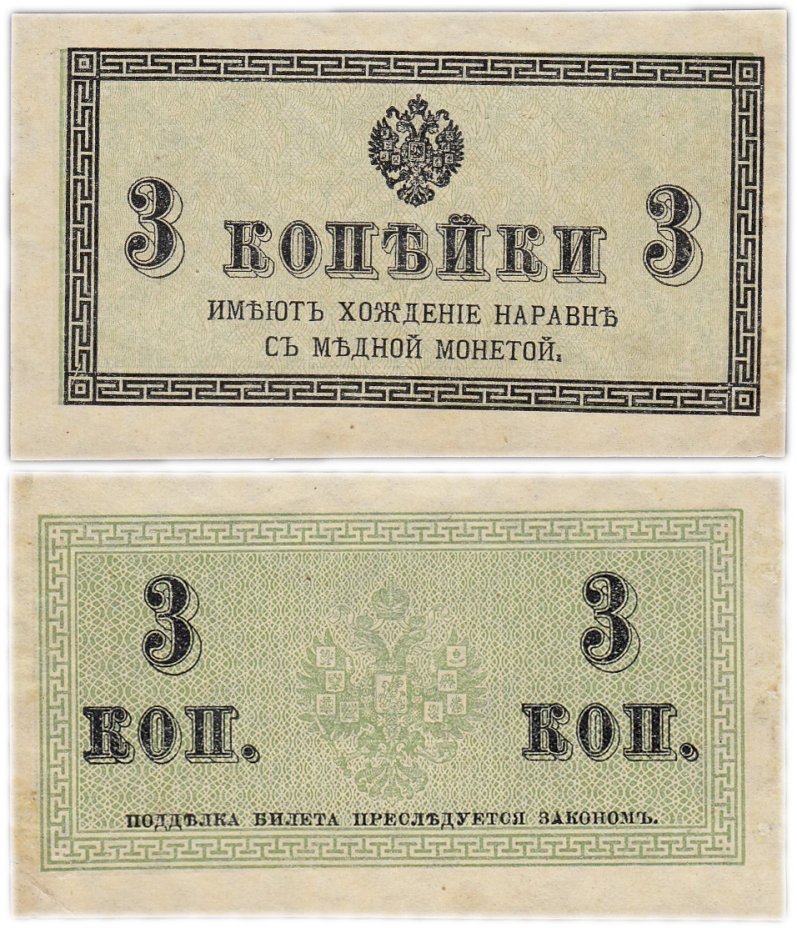 3 КОПѢЙКИ 3
ИМѢЮТЪ ХОЖДЕНІЕ НАРАВНѢ
СЪ МѢДНОЙ МОНЕТОЙ.
3 3
КОП. КОП.
ПОДДѢЛКА БИЛЕТА ПРЕСЛѢДУЕТСЯ ЗАКОНОМЪ.